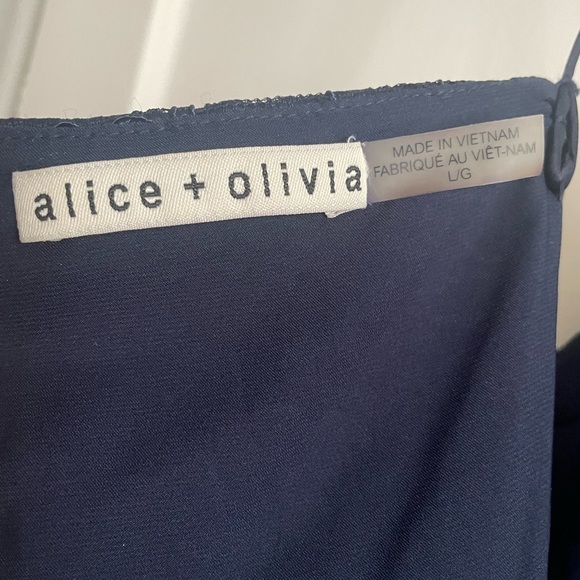 alice + olivia
MADE IN VIETNAM
FABRIQUÉ AU VIÊT-NAM
L/G